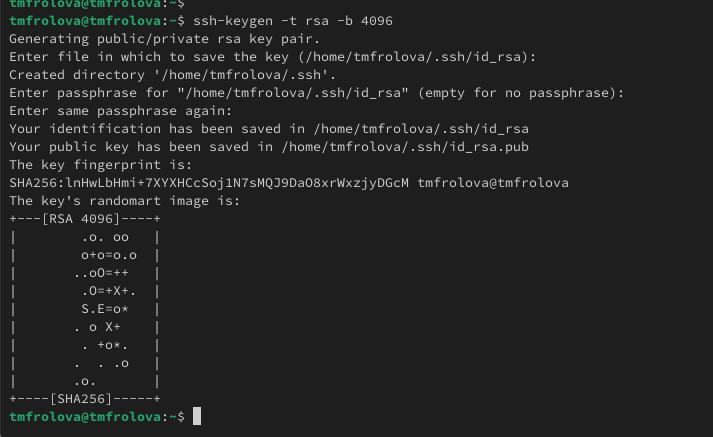 tmfrolova@tmfrolova:~$
tmfrolova@tmfrolova:~$ ssh-keygen -t rsa -b 4096
Generating public/private rsa key pair.
Enter file in which to save the key (/home/tmfrolova/.ssh/id_rsa):
Created directory '/home/tmfrolova/.ssh'.
Enter passphrase for "/home/tmfrolova/.ssh/id_rsa" (empty for no passphrase):
Enter same passphrase again:
Your identification has been saved in /home/tmfrolova/.ssh/id_rsa
Your public key has been saved in /home/tmfrolova/.ssh/id_rsa.pub
The key fingerprint is:
SHA256:lnHwLbHmi+7XYXHCcSoj1N7sMQJ9DaO8xrWxzjyDGcM tmfrolova@tmfrolova
The key's randomart image is:
+---[RSA 4096]----+
|        .o. oo   |
|        o+o=o.o  |
|       ..oO=++   |
|        .O=+X+.  |
|        S.E=o*   |
|       . o X+    |
|        . +o*.   |
|       .  . .o   |
|       .o.       |
+----[SHA256]-----+
tmfrolova@tmfrolova:~$